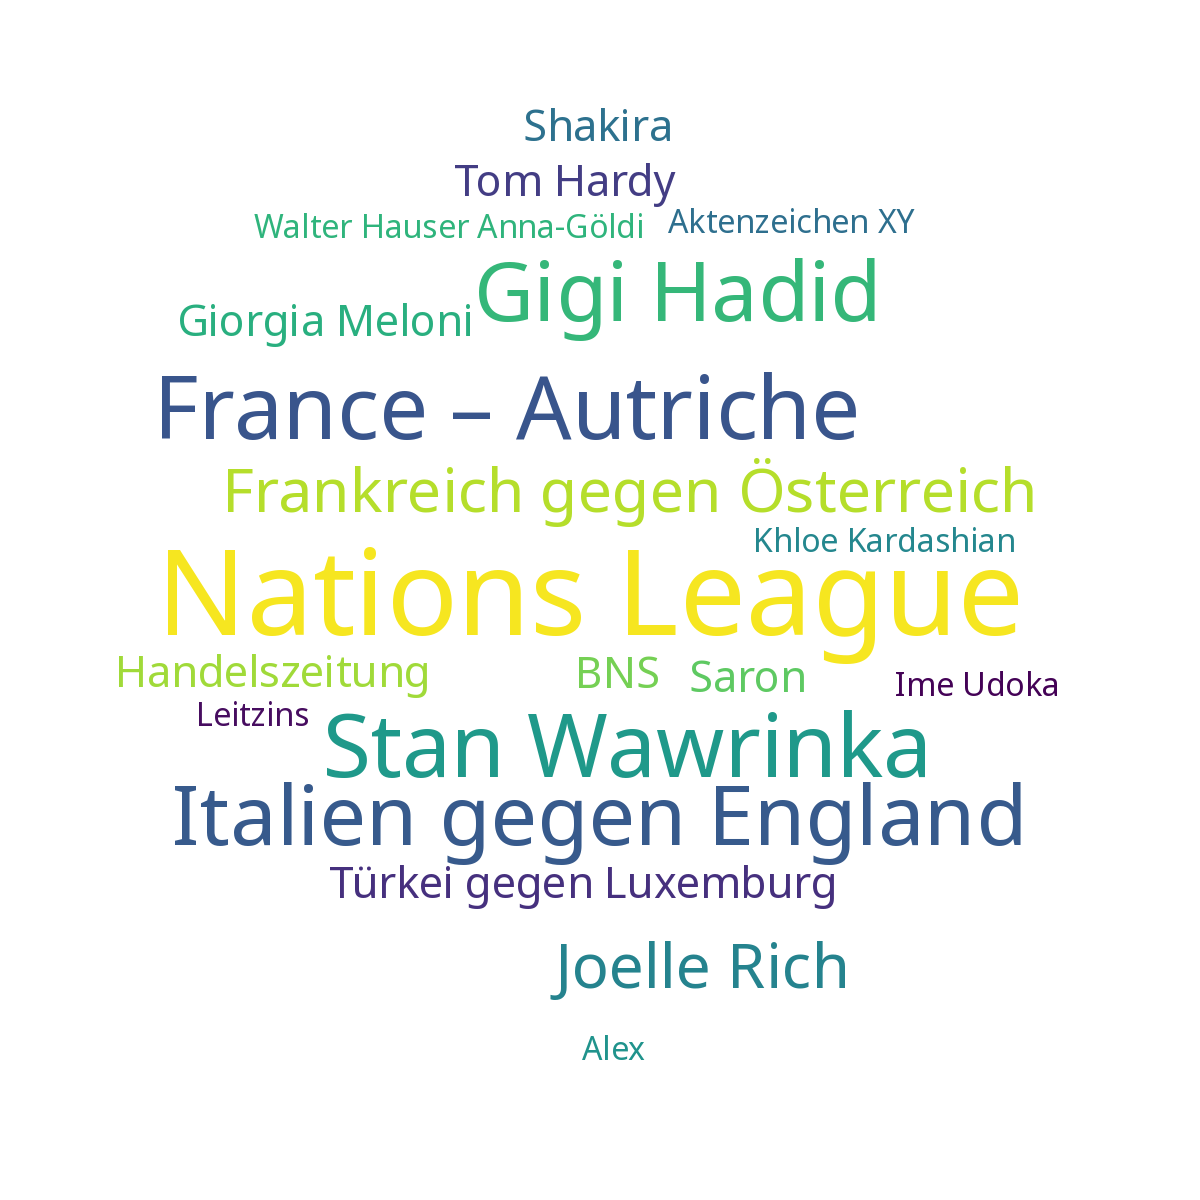 Shakira
Tom Hardy
Walter Hauser Anna-Göldi
Aktenzeichen XY
Gigi Hadid
Giorgia Meloni
France – Autriche
Frankreich gegen Österreich
Khloe Kardashian
Nations League
Handelszeitung
BNS
Saron
Ime Udoka
Leitzins
Stan Wawrinka
Italien gegen England
Türkei gegen Luxemburg
Joelle Rich
Alex